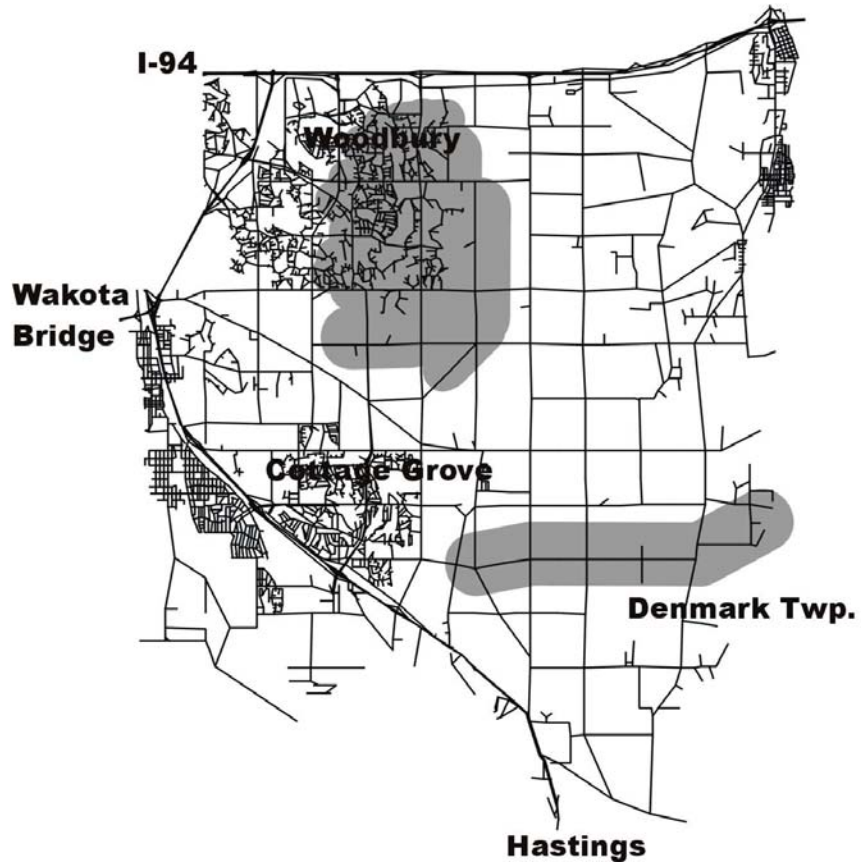 I-94
Woodbury
Wakota
Bridge
Cottage Grove
Denmark Twp.
Hastings